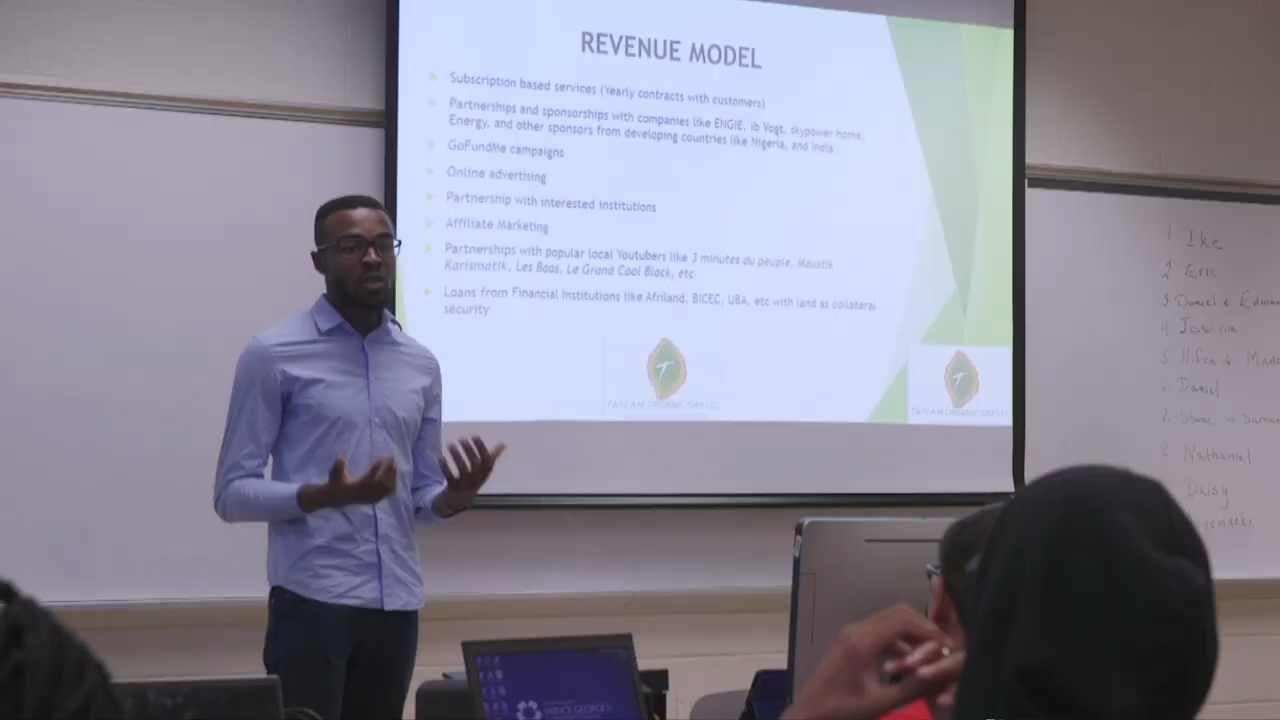 REVENUE MODEL
Subscription based services (Yearly contracts with customers)
Partnerships and sponsorships with companies like ENGIE, ib Vogt, skypower home,
Energy, and other sponsors from developing countries like Nigeria, and India
GoFundMe campaigns
Online advertising
Partnership with interested institutions
Affiliate Marketing
Partnerships with popular local Youtubers like 3 minutes du peuple, Moustik
Karismatik, Les Baos, Le Grand Cool Black, etc
Loans from Financial Institutions like Afriland, BICEC, UBA, etc with land as collateral
security
1 Ike
2 Eric
3 Daniel &
4.
5.
6. Daniel
7.
8. Nathaniel
Daisy
PRINCE GEORGE'S